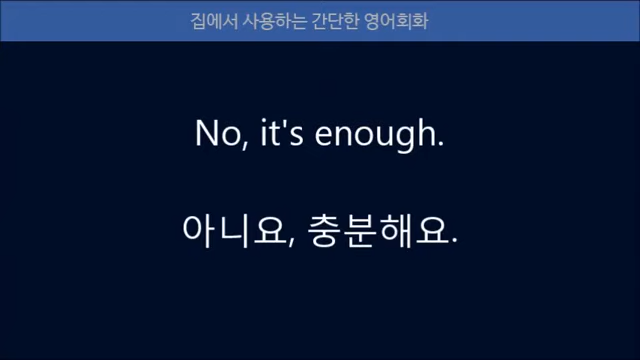 집에서 사용하는 간단한 영어회화
No, it's enough.
아니요, 충분해요.